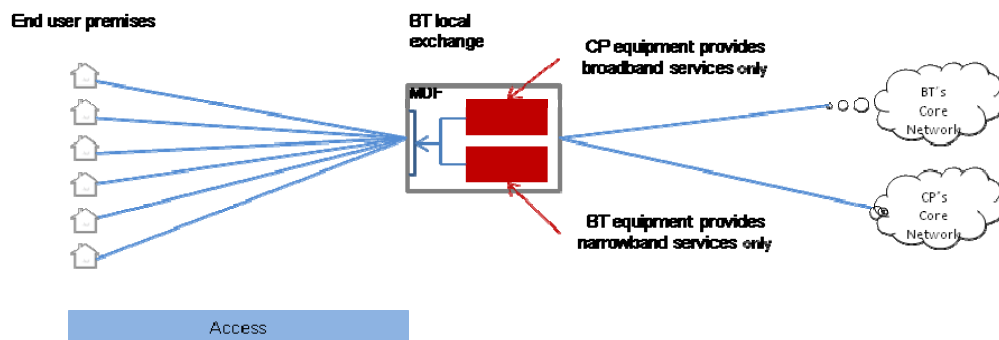 End user premises
BT local
exchange
CP equipment provides
broadband services only
MDF
BT's
Core
Network
CP's
Core
Network
BT equipment provides
narrowband services only
Access